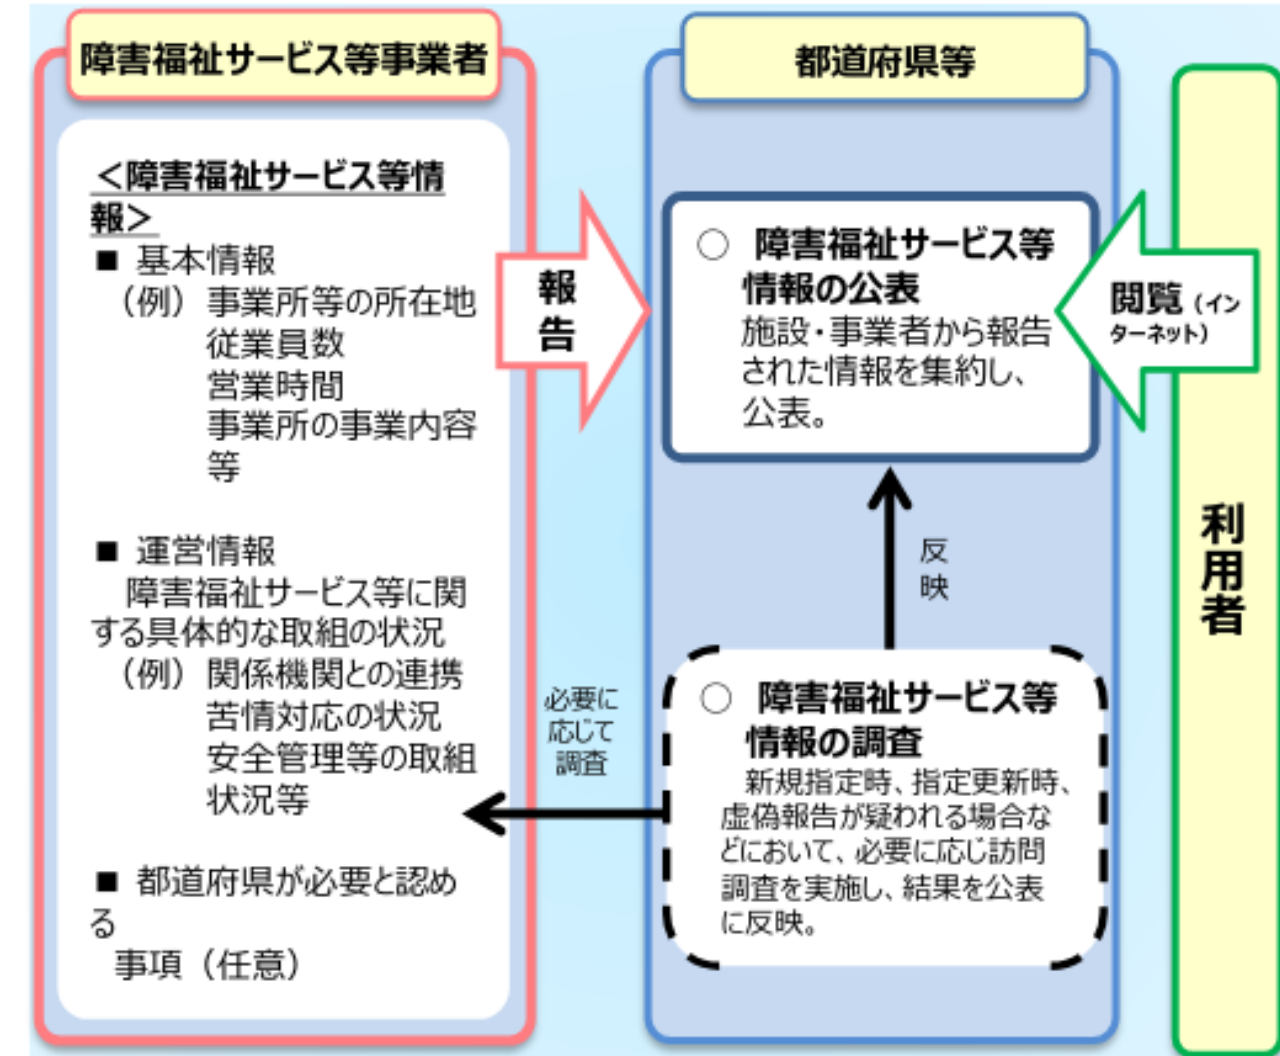 障害福祉サービス等事業者
＜障害福祉サービス等情
報＞
■ 基本情報
（例）事業所等の所在地
従業員数
営業時間
事業所の事業内容
等
■ 運営情報
障害福祉サービス等に関
する具体的な取組の状況
（例）関係機関との連携
苦情対応の状況
安全管理等の取組
状況等
■ 都道府県が必要と認め
る
事項（任意）
報
告
必要に
応じて
調査
都道府県等
○ 障害福祉サービス等
情報の公表
施設・事業者から報告
された情報を集約し、
公表。
反
映
○ 障害福祉サービス等
情報の調査
新規指定時、指定更新時、
虚偽報告が疑われる場合な
どにおいて、必要に応じ訪問
調査を実施し、結果を公表
に反映。
閲覧（イン
ターネット）
利
用
者